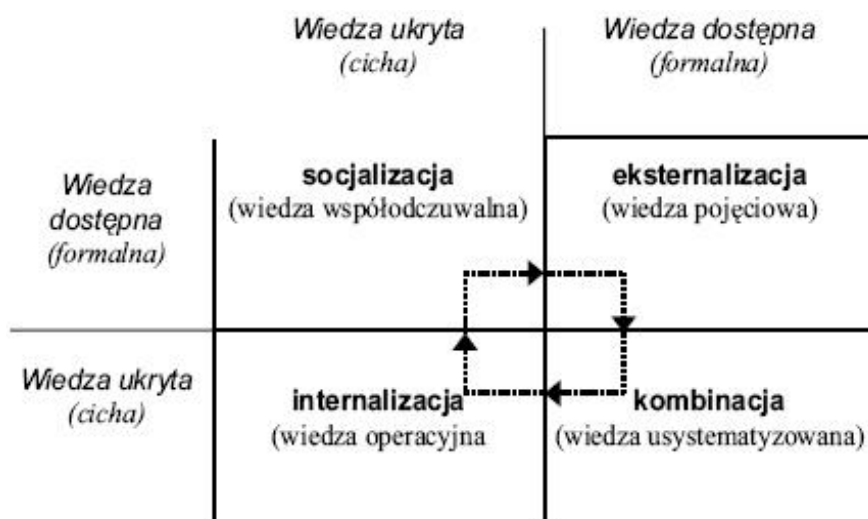 Wiedza ukryta
(cicha)
Wiedza dostępna
(formalna)
Wiedza
dostępna
(formalna)
socjalizacja
(wiedza współodczuwalna)
eksternalizacja
(wiedza pojęciowa)
Wiedza ukryta
(cicha)
internalizacja
(wiedza operacyjna
kombinacja
(wiedza usystematyzowana)